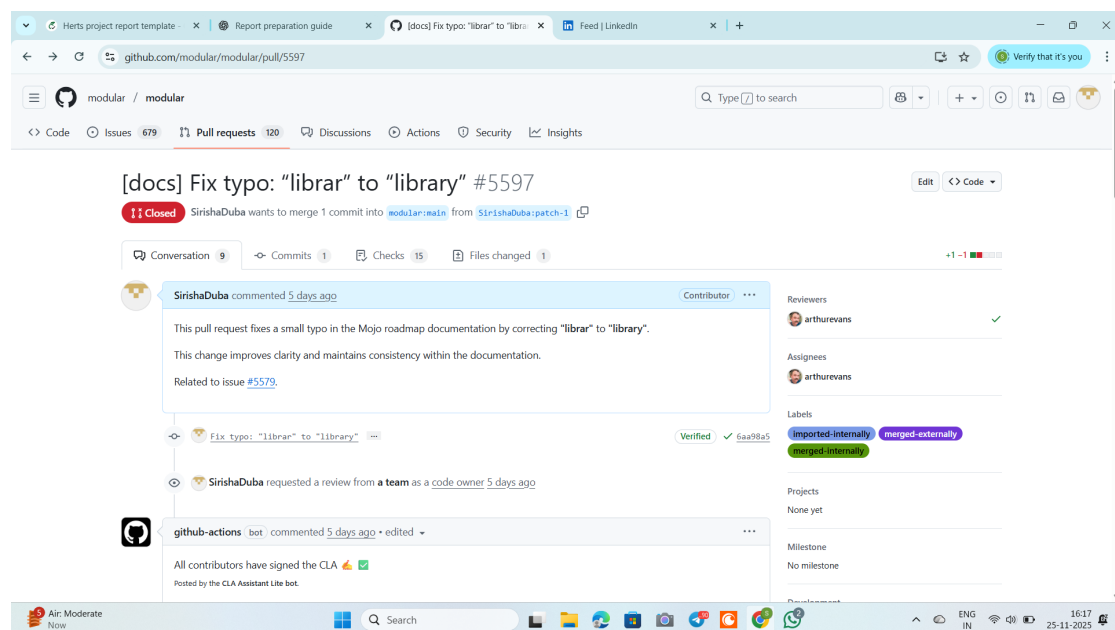 Herts project report template -
Report preparation guide
[docs] Fix typo: "librar" to "librar
Feed | LinkedIn
github.com/modular/modular/pull/5597
Verify that it's you
modular / modular
Type / to search
Code
Issues 679
Pull requests 120
Discussions
Actions
Security
Insights
[docs] Fix typo: “librar” to “library” #5597
Edit
<> Code
Closed
SirishaDuba wants to merge 1 commit into modular:main from SirishaDuba:patch-1
Conversation 9
Commits 1
Checks 15
Files changed 1
+1 −1
SirishaDuba commented 5 days ago
Contributor
This pull request fixes a small typo in the Mojo roadmap documentation by correcting "librar" to "library".
This change improves clarity and maintains consistency within the documentation.
Related to issue #5579.
Fix typo: "librar" to "library"
Verified
6aa98a5
SirishaDuba requested a review from a team as a code owner 5 days ago
github-actions bot commented 5 days ago • edited
All contributors have signed the CLA ✍️ ✅
Posted by the CLA Assistant Lite bot.
Reviewers
arthurevans
Assignees
arthurevans
Labels
imported-internally
merged-externally
merged-internally
Projects
None yet
Milestone
No milestone
Development
5
Air: Moderate
Now
Search
90
2
ENG
IN
16:17
25-11-2025